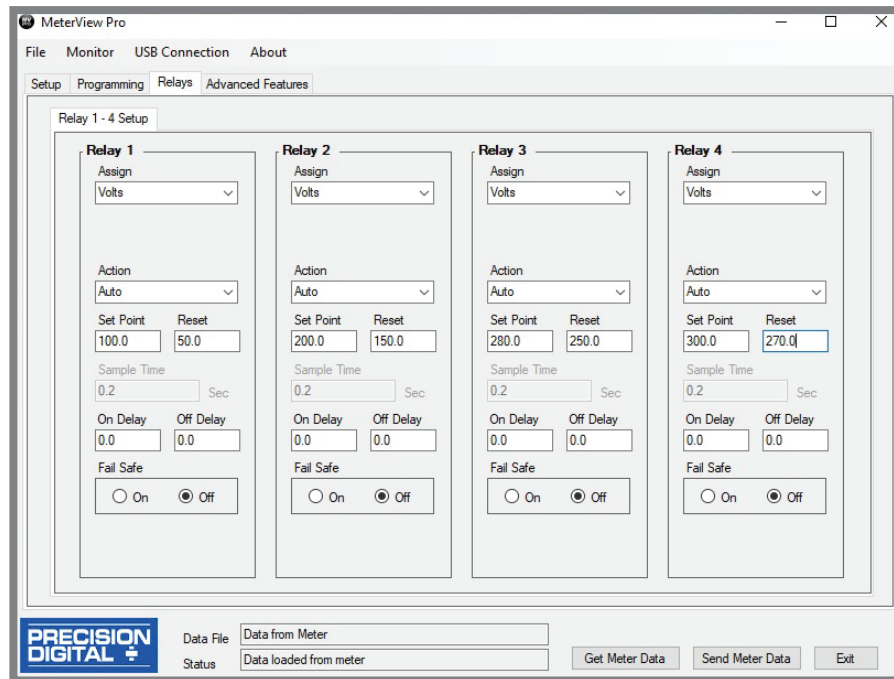 MeterView Pro
File Monitor USB Connection About
Setup Programming Relays Advanced Features
Relay 1 - 4 Setup
Relay 1 Relay 2 Relay 3 Relay 4
Assign Assign Assign Assign
Volts Volts Volts Volts
Action Action Action Action
Auto Auto Auto Auto
Set Point Reset Set Point Reset Set Point Reset Set Point Reset
100.0 50.0 200.0 150.0 280.0 250.0 300.0 270.0
Sample Time Sample Time Sample Time Sample Time
0.2 Sec 0.2 Sec 0.2 Sec 0.2 Sec
On Delay Off Delay On Delay Off Delay On Delay Off Delay On Delay Off Delay
0.0 0.0 0.0 0.0 0.0 0.0 0.0 0.0
Fail Safe Fail Safe Fail Safe Fail Safe
On Off On Off On Off On Off
PRECISION
DIGITAL
Data File Data from Meter
Status Data loaded from meter
Get Meter Data Send Meter Data Exit